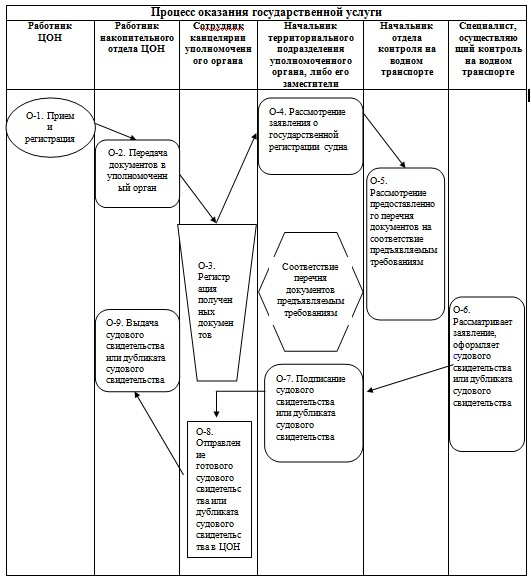 Процесс оказания государственной услуги
Работник
ЦОН
Работник
накопительного
отдела ЦОН
Сотрудник
канцелярии
уполномоченн
ого органа
Начальник
территориального
подразделения
уполномоченного
органа, либо его
заместители
Начальник
отдела
контроля на
водном
транспорте
Специалист,
осуществляю
щий контроль
на водном
транспорте
О-1. Прием
и
регистрация
О-2. Передача
документов в
уполномочен
ный орган
О-3.
Регистр
ация
получен
ных
докумен
тов
О-4. Рассмотрение
заявления о
государственной
регистрации судна
О-5.
Рассмотрение
предоставленно
го перечня
документов на
соответствие
предъявляемым
требованиям
Соответствие
перечня
документов
предъявляемым
требованиям
О-6.
Рассматривает
заявление,
оформляет
судового
свидетельства
или дубликата
судового
свидетельства
О-7. Подписание
судового
свидетельства
или дубликата
судового
свидетельства
О-8.
Отправлен
ие
готового
судового
свидетельс
тва или
дубликата
судового
свидетельс
тва в ЦОН
О-9. Выдача
судового
свидетельства
или дубликата
судового
свидетельства